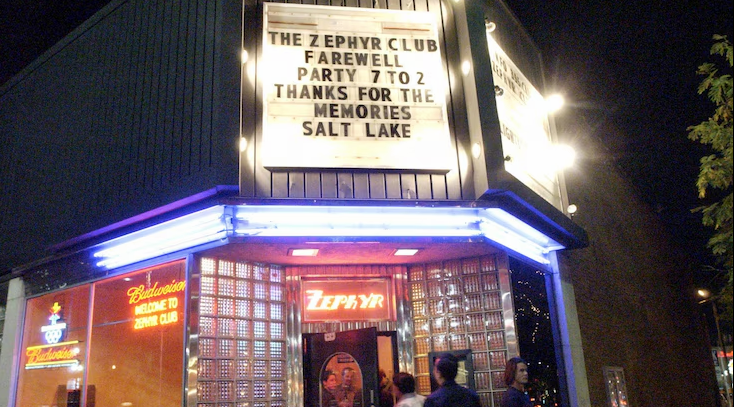 THE ZEPHYR CLUB
FAREWELL
PARTY 7 TO 2
THANKS FOR THE
MEMORIES
SALT LAKE
ZEPHYR
Budweiser
WELCOME TO
ZEPHYR CLUB
Budweiser